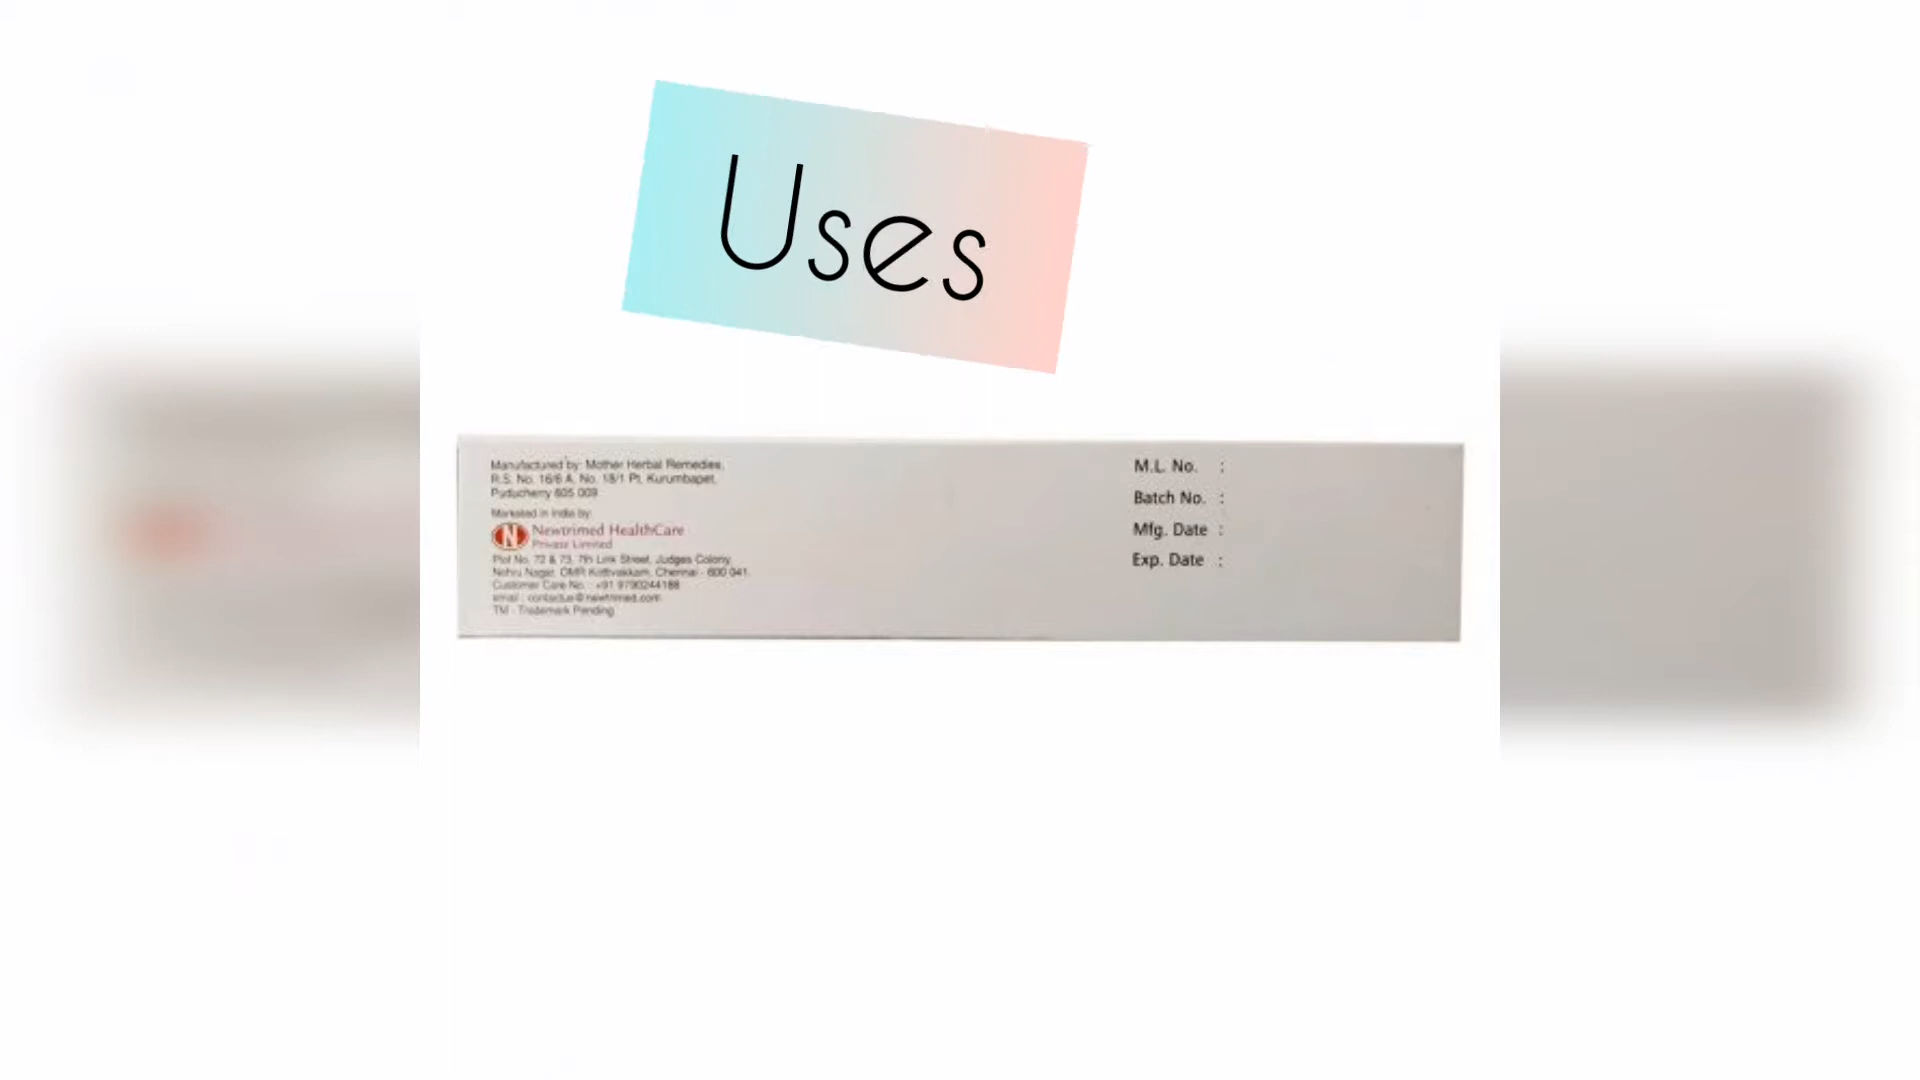 Uses
Manufactured by: Mother Herbal Remedies,
R.S. No. 16/6 A, No. 18/1 Pt, Kurumbapet,
Puducherry 605 009
Marketed in India by:
N Newtrimed HealthCare
Private Limited
Plot No. 72 & 73, 7th Link Street, Judges Colony,
Nehru Nagar, OMR Kottivakkam, Chennai - 600 041.
Customer Care No. : +91 9790244188
email : contactus@newtrimed.com
TM - Trademark Pending
M.L. No. :
Batch No. :
Mfg. Date :
Exp. Date :